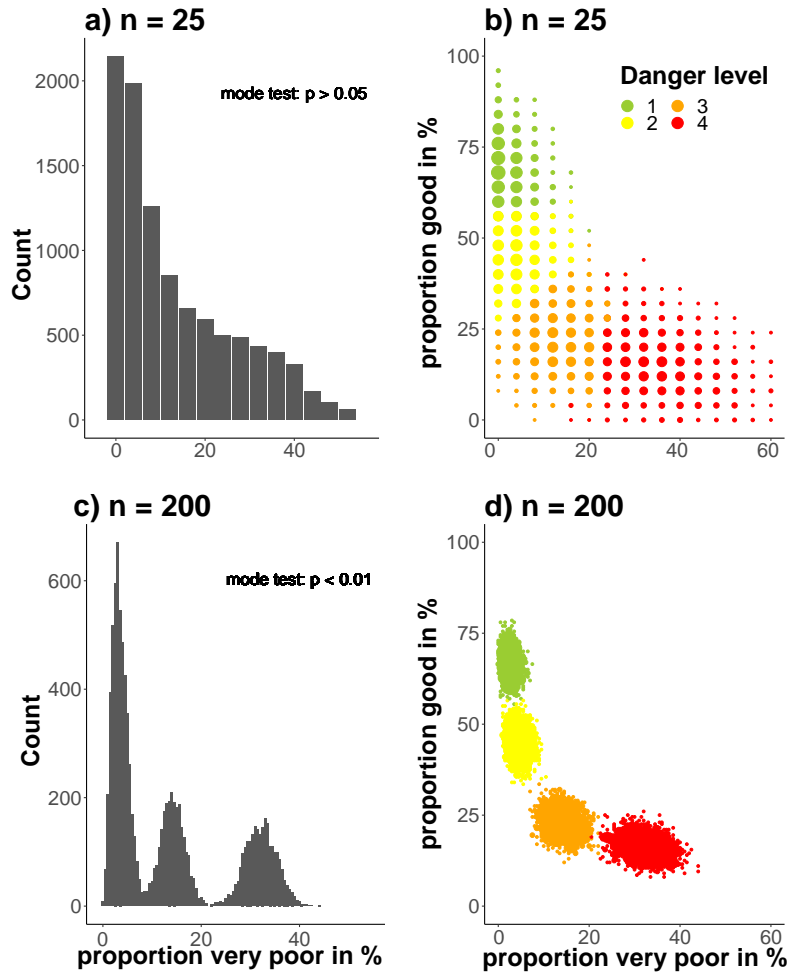 a) n = 25
mode test: p > 0.05
Count
2000
1500
1000
500
0
0
20
40
b) n = 25
Danger level
1
3
2
4
proportion good in %
100
75
50
25
0
0
20
40
60
c) n = 200
mode test: p < 0.01
Count
600
400
200
0
0
20
40
proportion very poor in %
d) n = 200
proportion good in %
100
75
50
25
0
0
20
40
60
proportion very poor in %